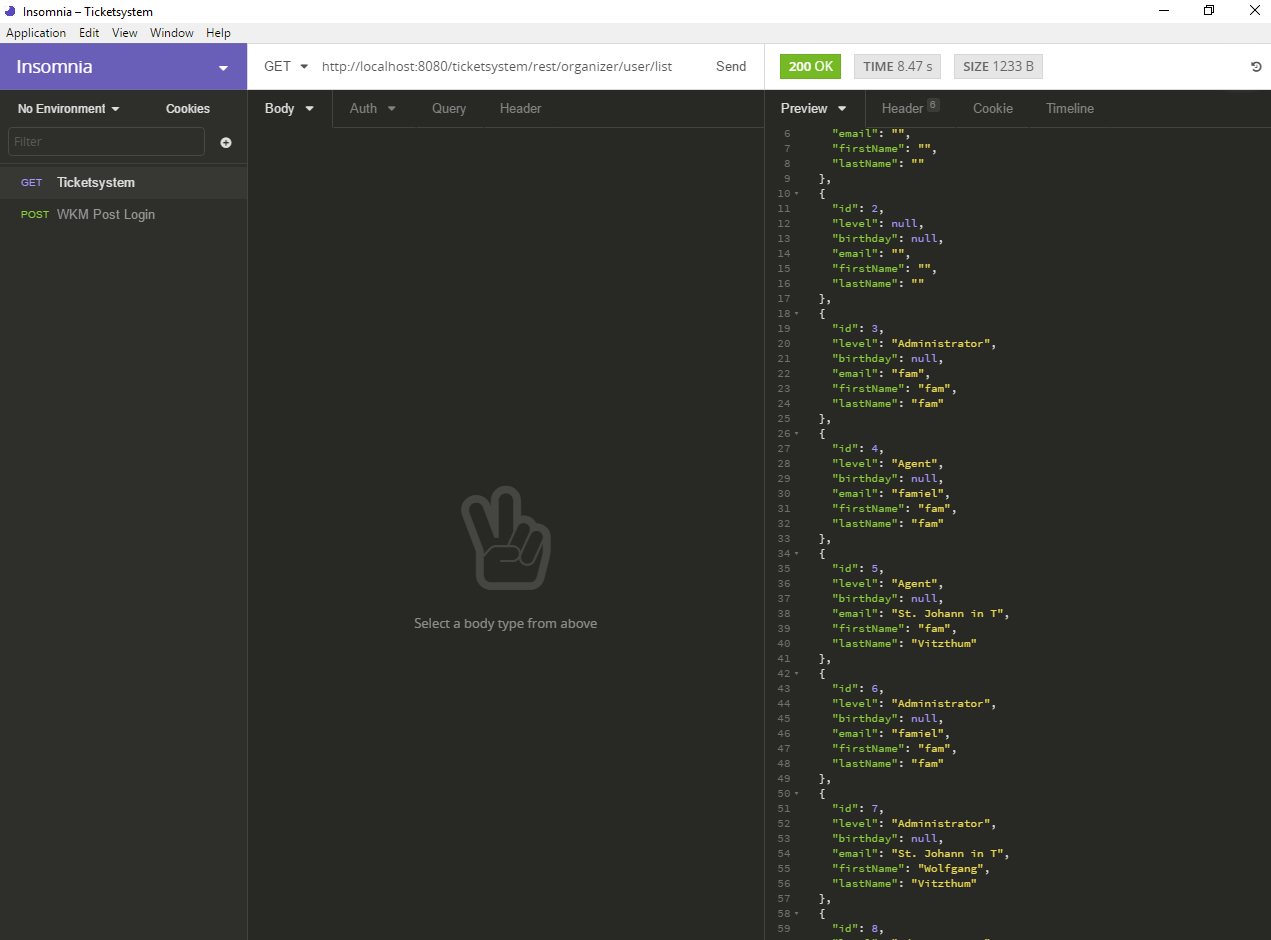 Insomnia – Ticketsystem
Application Edit View Window Help
Insomnia
GET http://localhost:8080/ticketsystem/rest/organizer/user/list Send
200 OK TIME 8.47 s SIZE 1233 B
No Environment Cookies
Body Auth Query Header
Preview Header 6 Cookie Timeline
Filter
GET Ticketsystem
POST WKM Post Login
Select a body type from above
6 "email": "",
7 "firstName": "",
8 "lastName": ""
9 },
10 {
11 "id": 2,
12 "level": null,
13 "birthday": null,
14 "email": "",
15 "firstName": "",
16 "lastName": ""
17 },
18 {
19 "id": 3,
20 "level": "Administrator",
21 "birthday": null,
22 "email": "fam",
23 "firstName": "fam",
24 "lastName": "fam"
25 },
26 {
27 "id": 4,
28 "level": "Agent",
29 "birthday": null,
30 "email": "famiel",
31 "firstName": "fam",
32 "lastName": "fam"
33 },
34 {
35 "id": 5,
36 "level": "Agent",
37 "birthday": null,
38 "email": "St. Johann in T",
39 "firstName": "fam",
40 "lastName": "Vitzthum"
41 },
42 {
43 "id": 6,
44 "level": "Administrator",
45 "birthday": null,
46 "email": "famiel",
47 "firstName": "fam",
48 "lastName": "fam"
49 },
50 {
51 "id": 7,
52 "level": "Administrator",
53 "birthday": null,
54 "email": "St. Johann in T",
55 "firstName": "Wolfgang",
56 "lastName": "Vitzthum"
57 },
58 {
59 "id": 8,